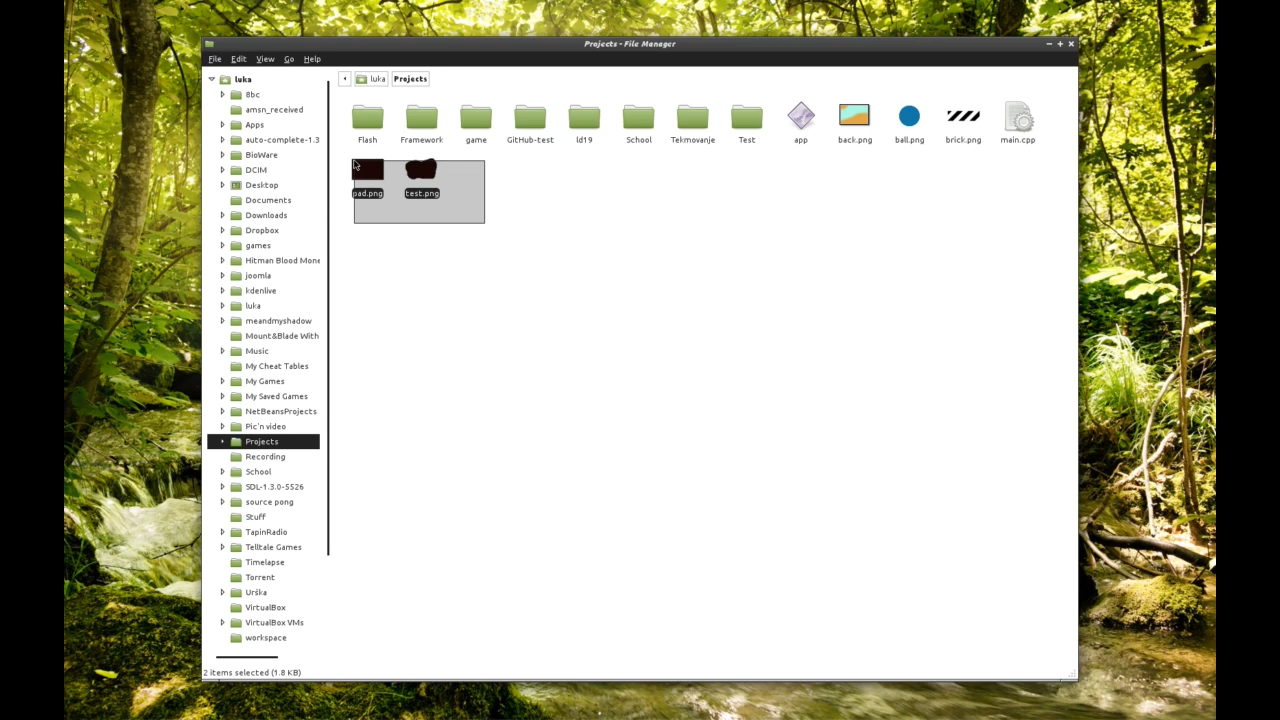 Projects - File Manager
File Edit View Go Help
luka Projects
luka
8bc
amsn_received
Apps
auto-complete-1.3
BioWare
DCIM
Desktop
Documents
Downloads
Dropbox
games
Hitman Blood Mone
joomla
kdenlive
luka
meandmyshadow
Mount&Blade With
Music
My Cheat Tables
My Games
My Saved Games
NetBeansProjects
Pic'n video
Projects
Recording
School
SDL-1.3.0-5526
source pong
Stuff
TapinRadio
Telltale Games
Timelapse
Torrent
Urška
VirtualBox
VirtualBox VMs
workspace
Flash Framework game GitHub-test ld19 School Tekmovanje Test app back.png ball.png brick.png main.cpp
pad.png test.png
2 items selected (1.8 KB)